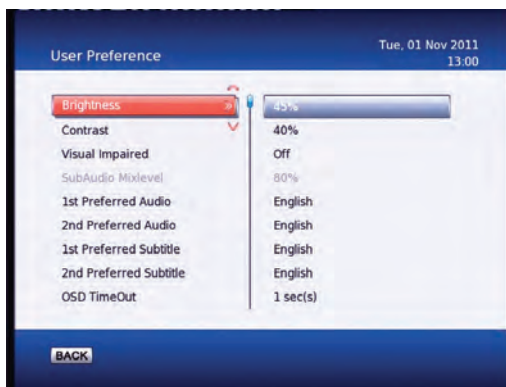 User Preference
Tue, 01 Nov 2011
13:00
Brightness 45%
Contrast 40%
Visual Impaired Off
SubAudio Mixlevel 80%
1st Preferred Audio English
2nd Preferred Audio English
1st Preferred Subtitle English
2nd Preferred Subtitle English
OSD TimeOut 1 sec(s)
BACK